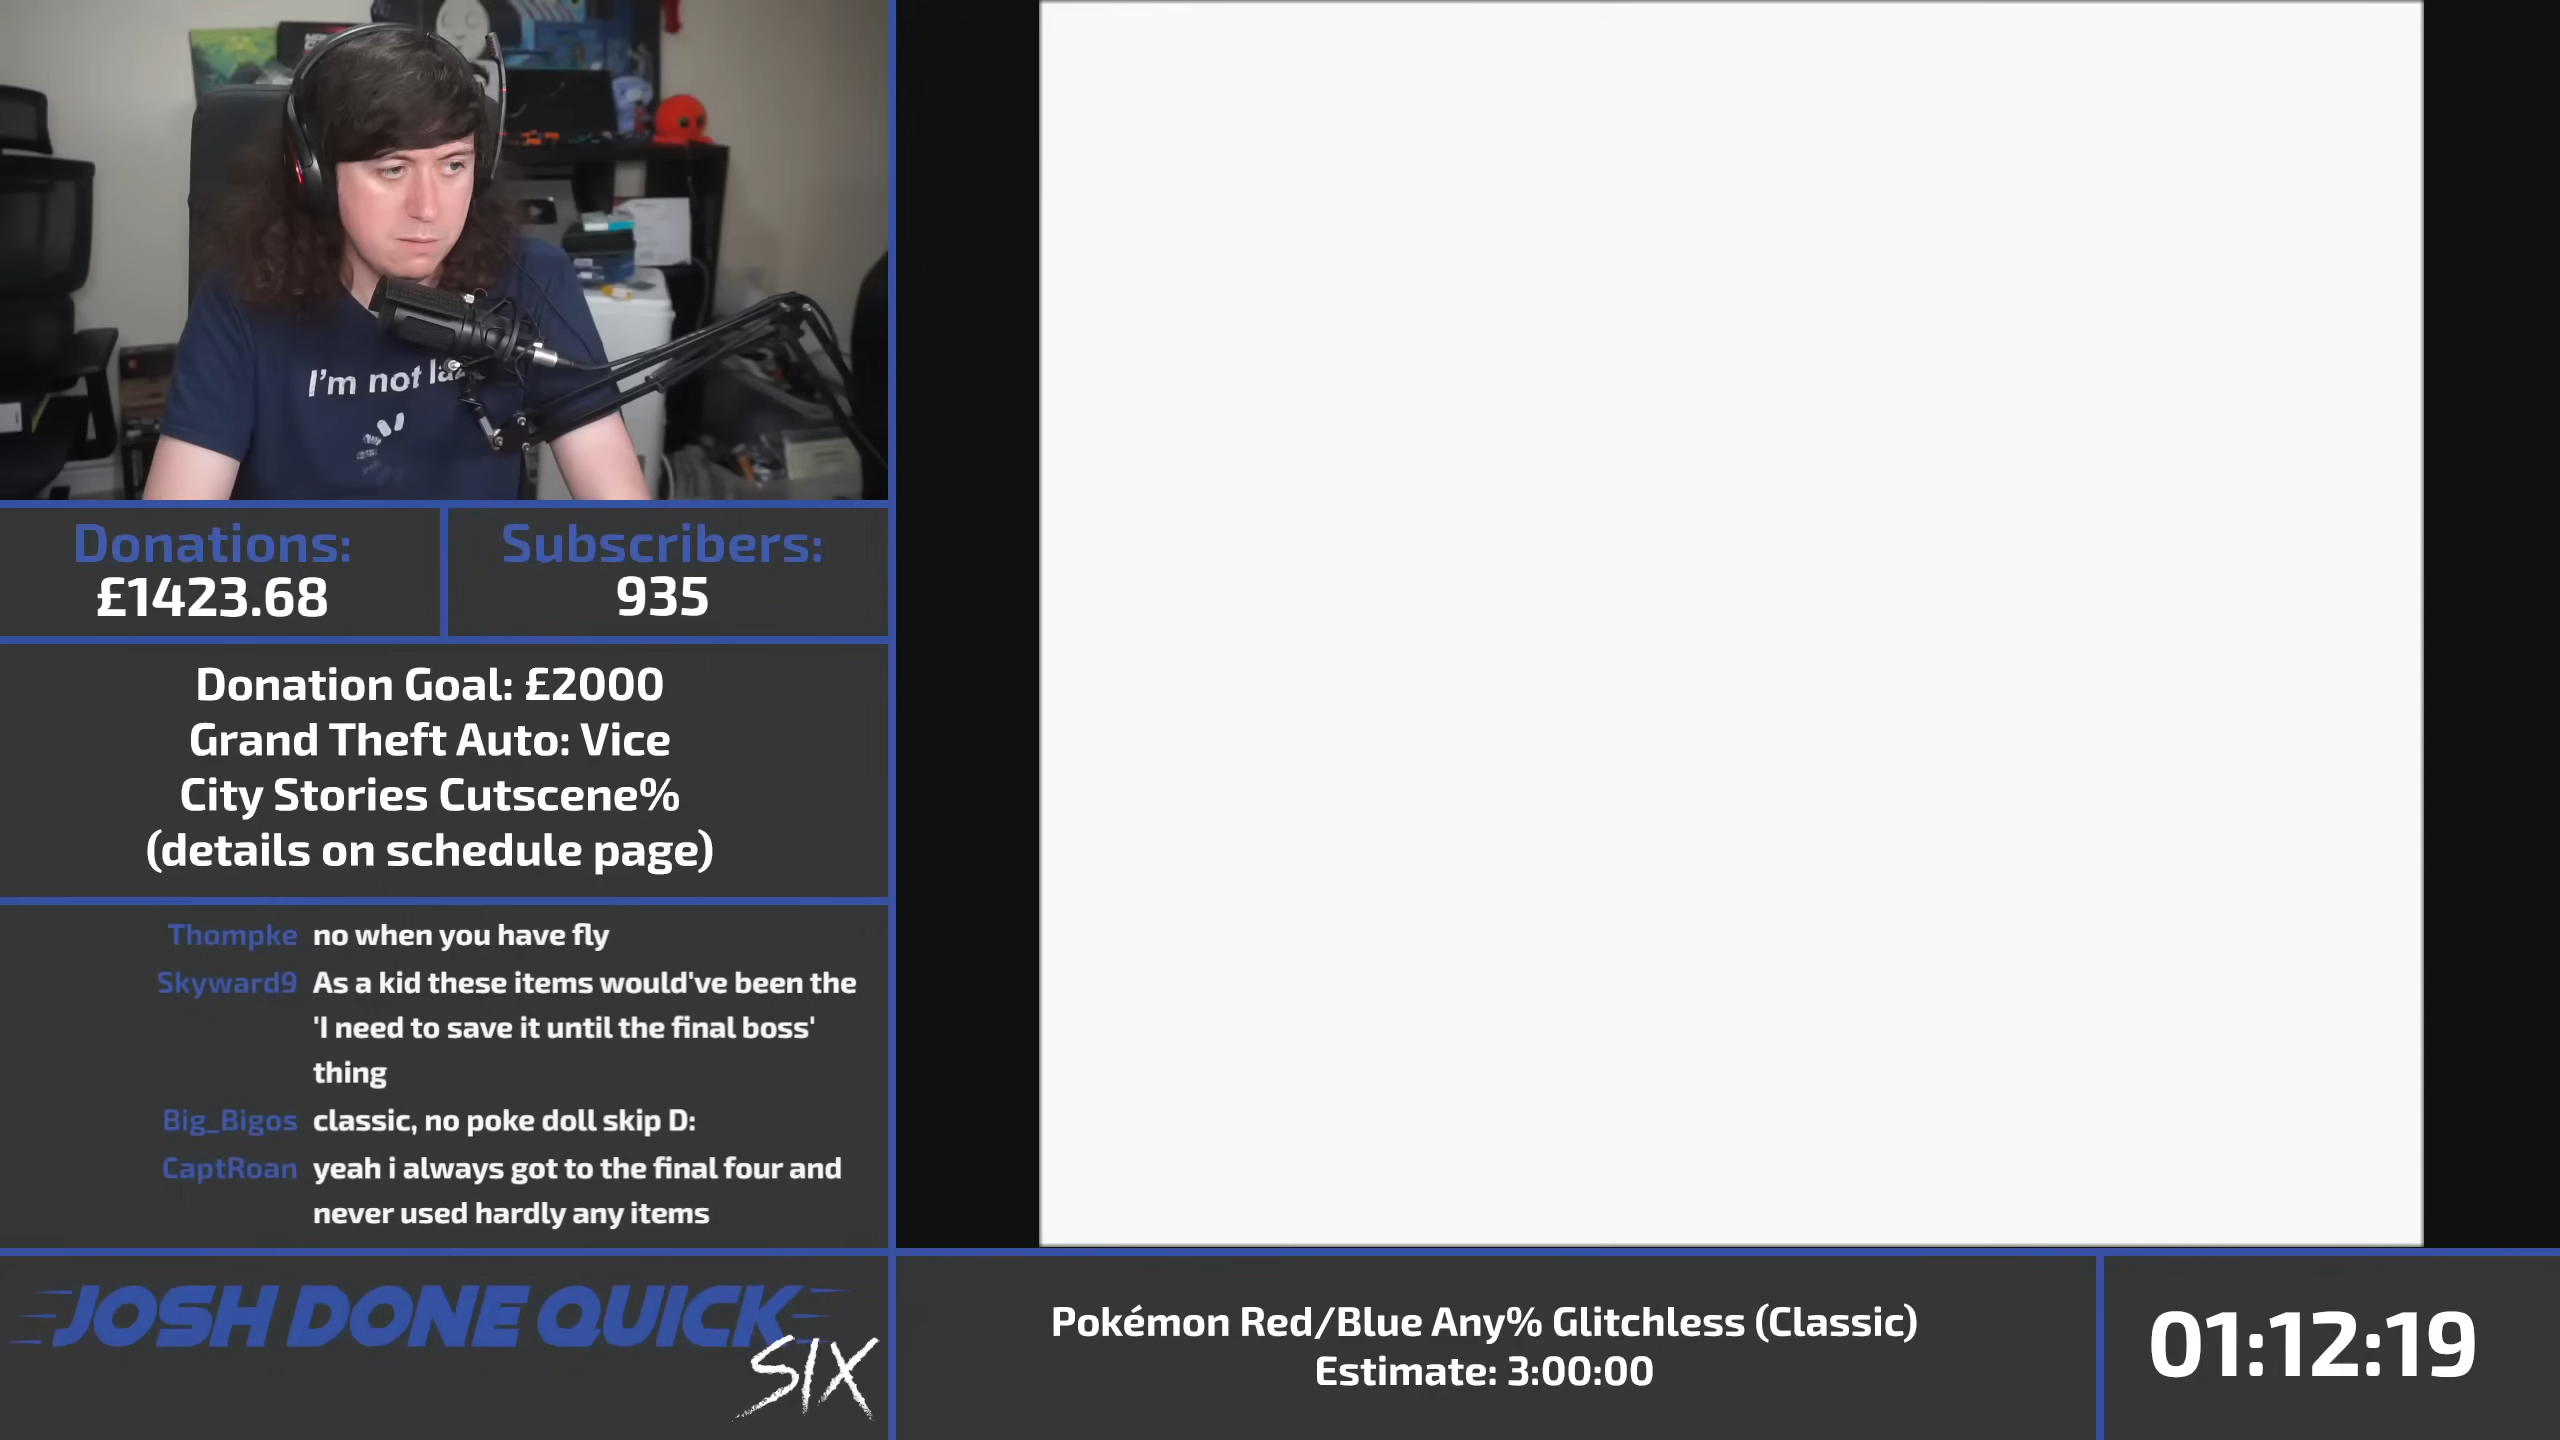 I'm not
Donations:
£1423.68
Subscribers:
935
Donation Goal: £2000
Grand Theft Auto: Vice
City Stories Cutscene%
(details on schedule page)
Thompke no when you have fly
Skyward9 As a kid these items would've been the
'I need to save it until the final boss'
thing
Big_Bigos classic, no poke doll skip D:
CaptRoan yeah i always got to the final four and
never used hardly any items
JOSH DONE QUICK
SIX
Pokémon Red/Blue Any% Glitchless (Classic)
Estimate: 3:00:00
01:12:19